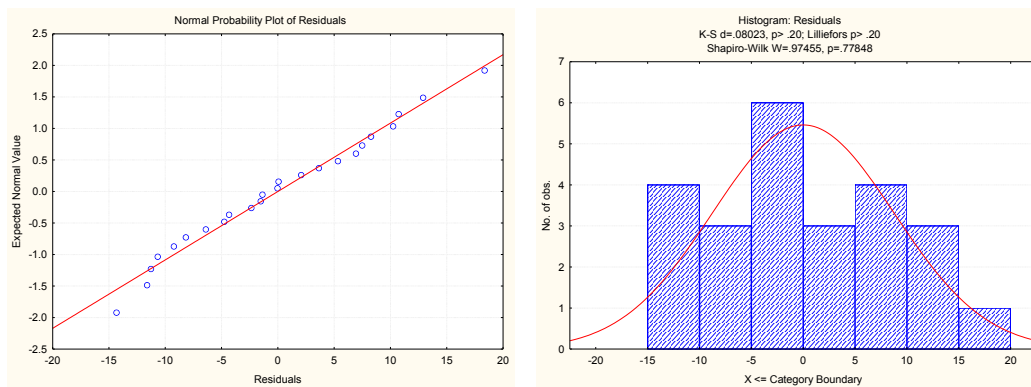 Normal Probability Plot of Residuals
2.5
2.0
1.5
1.0
0.5
0.0
-0.5
-1.0
-1.5
-2.0
-2.5
Expected Normal Value
-20 -15 -10 -5 0 5 10 15 20
Residuals
Histogram: Residuals
K-S d=.08023, p> .20; Lilliefors p> .20
Shapiro-Wilk W=.97455, p=.77848
7
6
5
4
3
2
1
0
No. of obs.
-20 -15 -10 -5 0 5 10 15 20
X <= Category Boundary